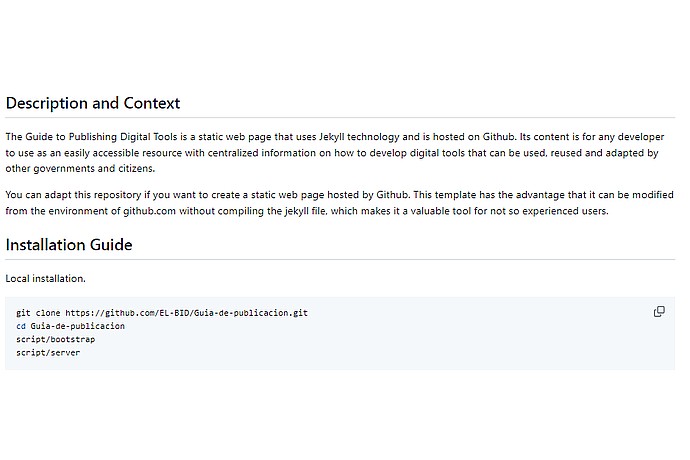 Description and Context
The Guide to Publishing Digital Tools is a static web page that uses Jekyll technology and is hosted on Github. Its content is for any developer
to use as an easily accessible resource with centralized information on how to develop digital tools that can be used, reused and adapted by
other governments and citizens.
You can adapt this repository if you want to create a static web page hosted by Github. This template has the advantage that it can be modified
from the environment of github.com without compiling the jekyll file, which makes it a valuable tool for not so experienced users.
Installation Guide
Local installation.
git clone https://github.com/EL-BID/Guia-de-publicacion.git
cd Guia-de-publicacion
script/bootstrap
script/server